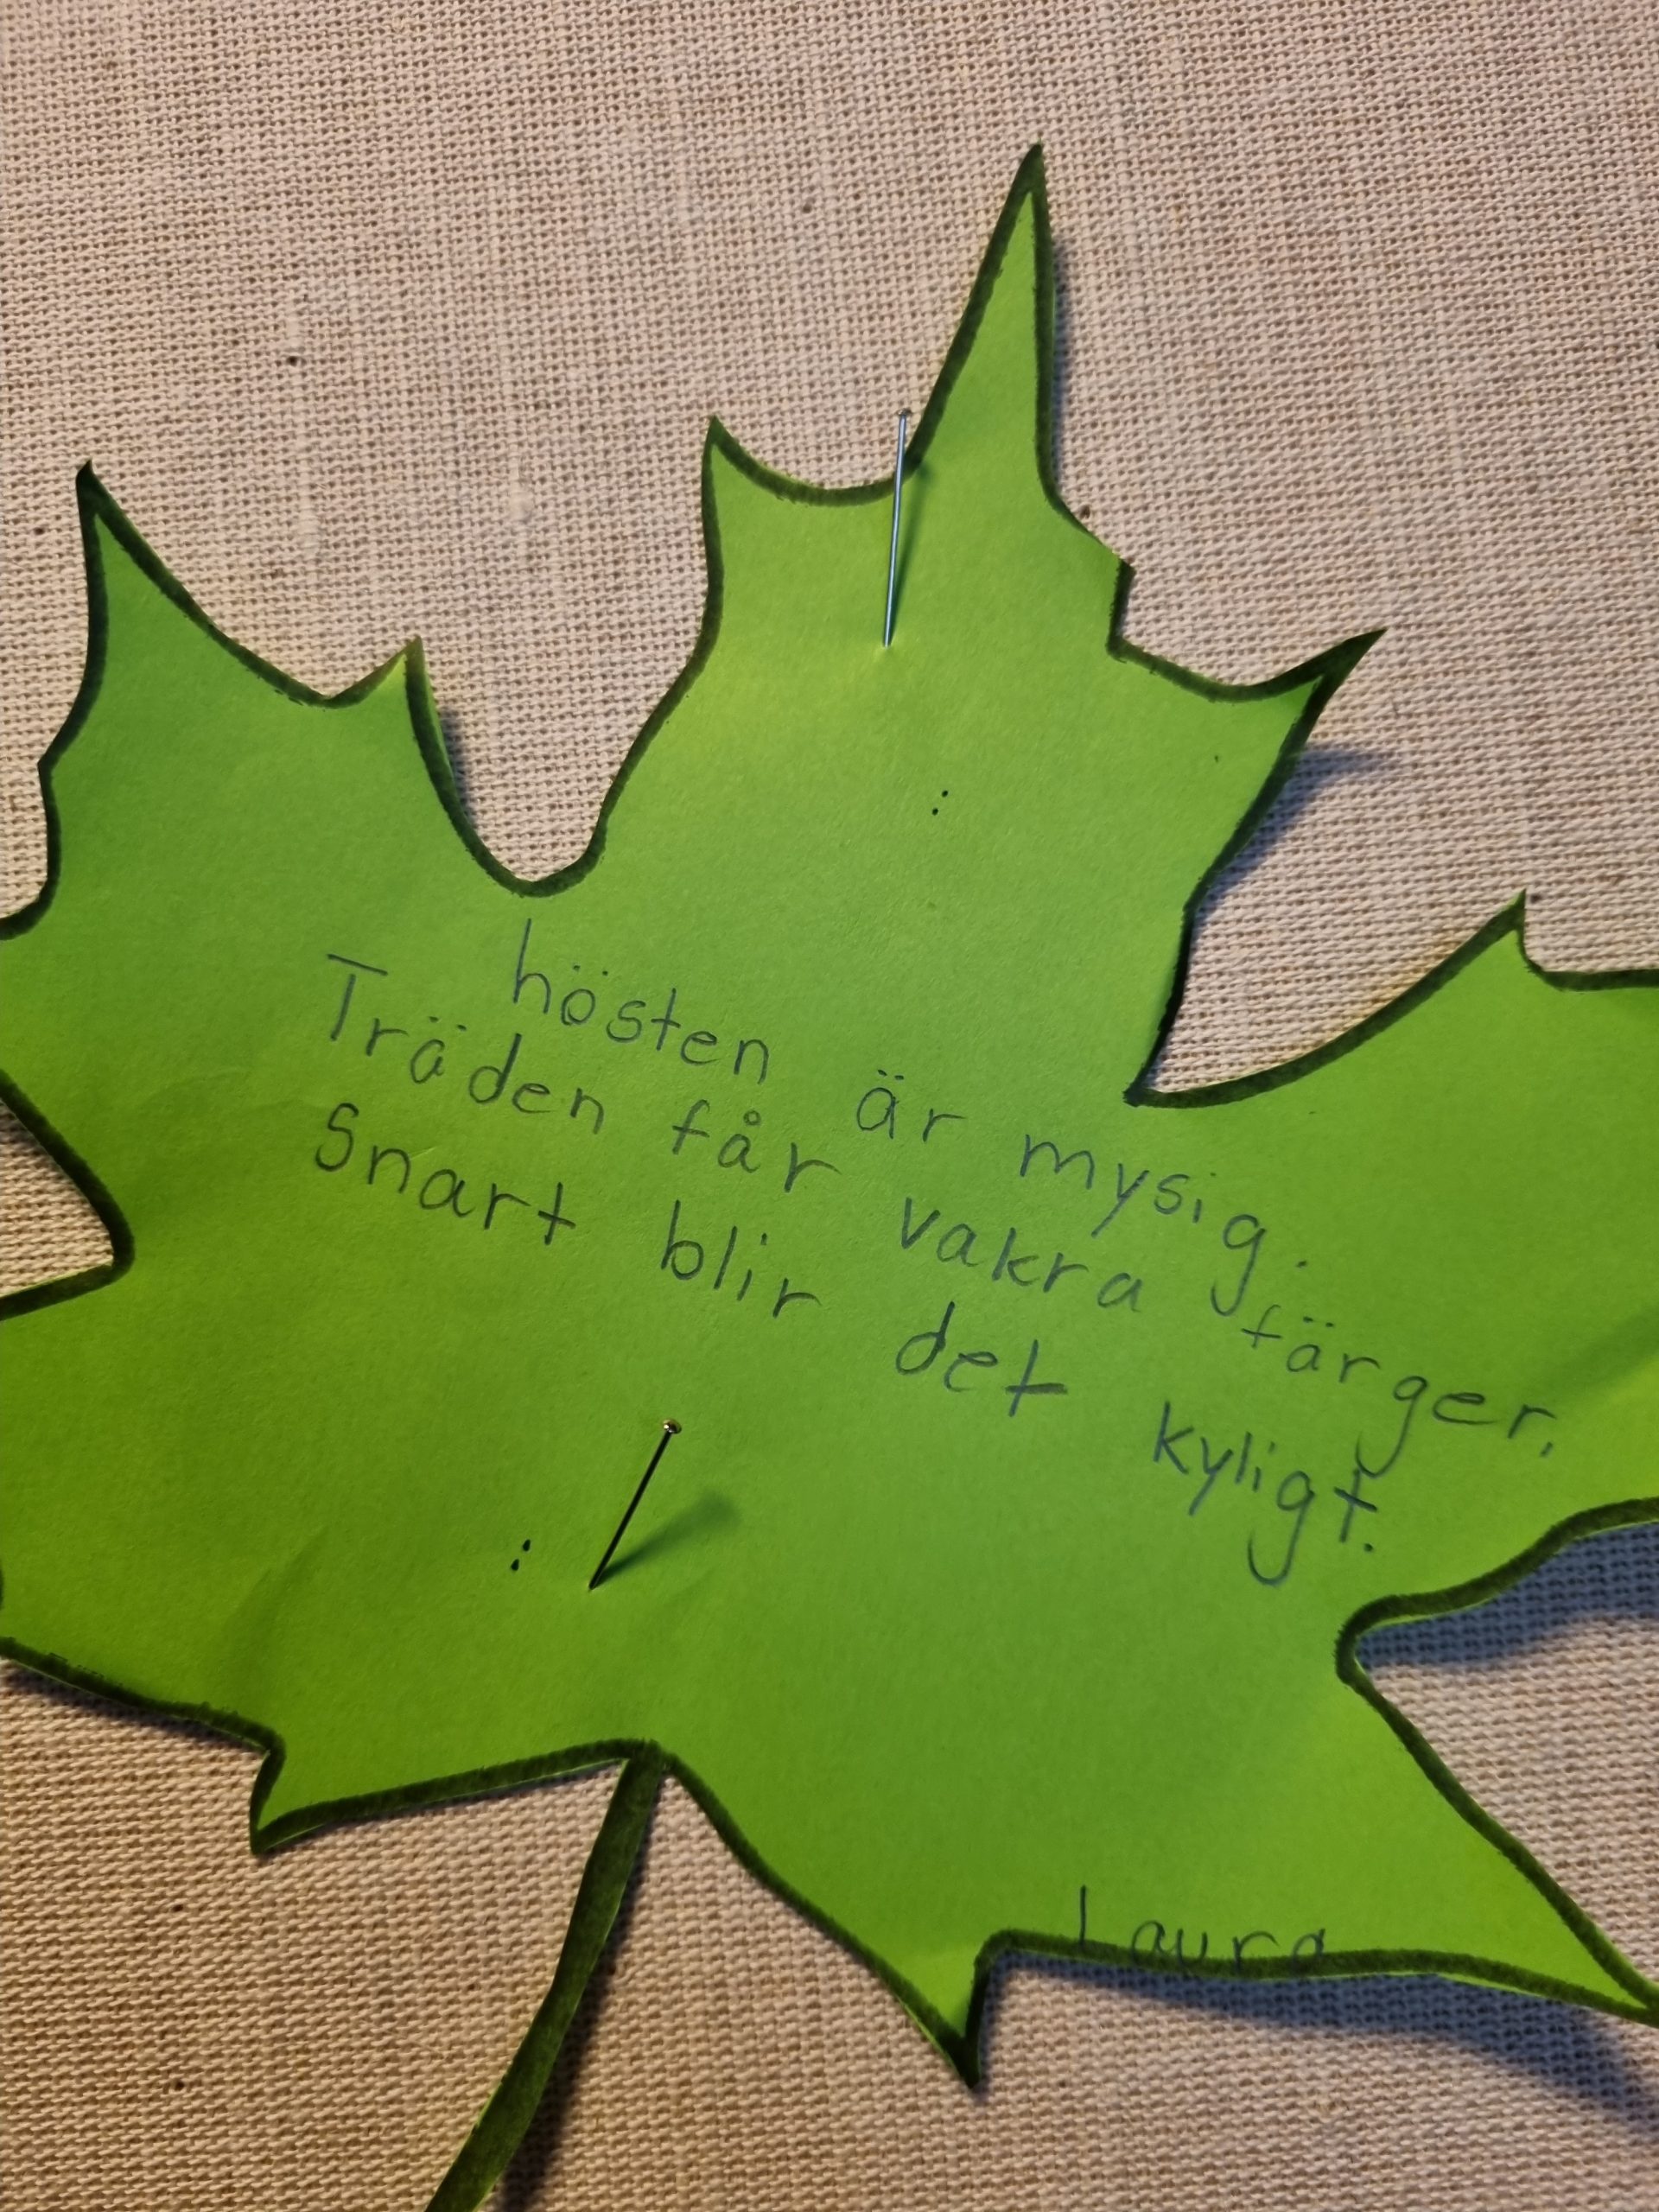 hösten är mysig.
Träden får vakra färger.
Snart blir det kyligt.
Laura